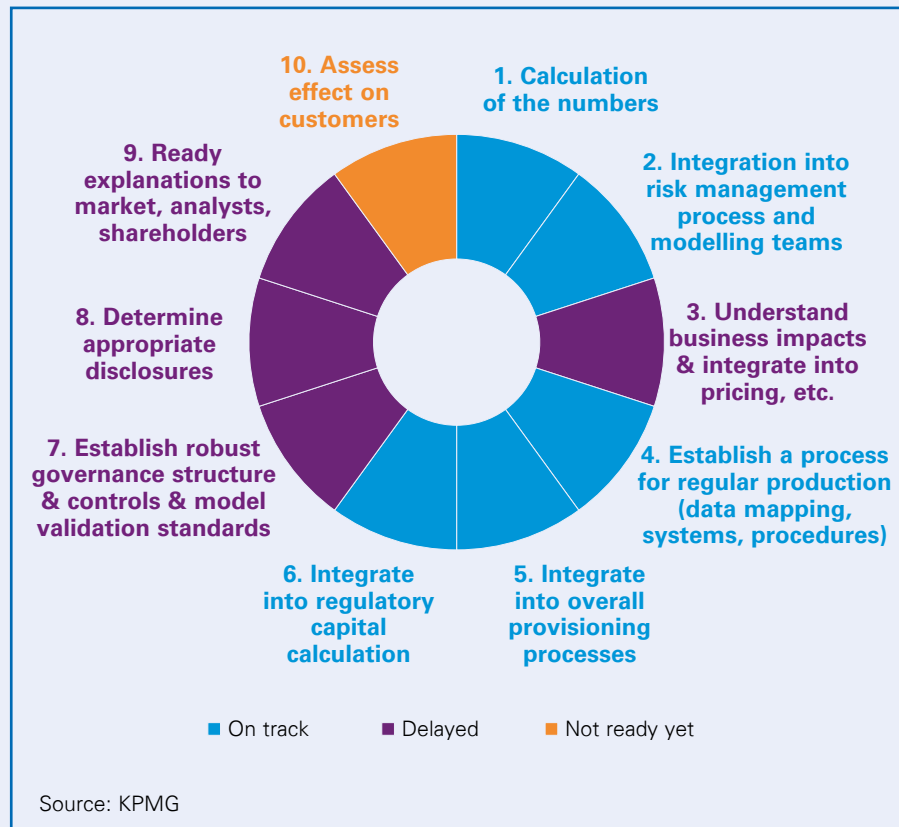 1. Calculation
of the numbers
2. Integration into
risk management
process and
modelling teams
3. Understand
business impacts
& integrate into
pricing, etc.
4. Establish a process
for regular production
(data mapping,
systems, procedures)
5. Integrate
into overall
provisioning
processes
6. Integrate
into regulatory
capital
calculation
7. Establish robust
governance structure
& controls & model
validation standards
8. Determine
appropriate
disclosures
9. Ready
explanations to
market, analysts,
shareholders
10. Assess
effect on
customers
On track Delayed Not ready yet
Source: KPMG